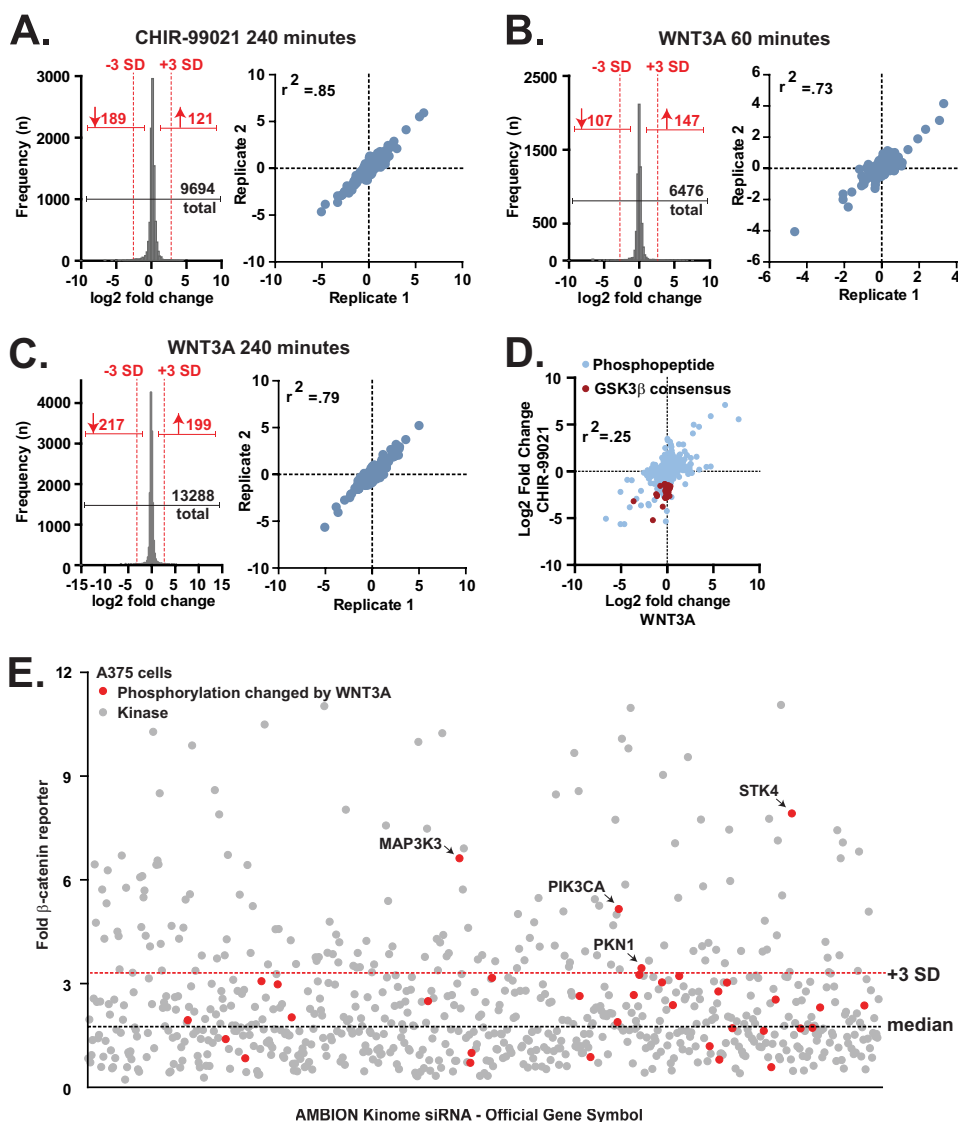 A.
CHIR-99021 240 minutes
-3 SD
+3 SD
3000
2000
1000
0
Frequency (n)
↓189
↑121
9694
total
-10
-5
0
5
10
log2 fold change
10
5
0
-5
-10
Replicate 2
r2=.85
-10
-5
0
5
10
Replicate 1
B.
WNT3A 60 minutes
-3 SD
+3 SD
2500
1750
1000
500
0
Frequency (n)
↓107
↑147
6476
total
-10
-5
0
5
10
log2 fold change
6
4
2
0
-2
-4
-6
Replicate 2
r2=.73
-6
-4
-2
0
2
4
Replicate 1
C.
WNT3A 240 minutes
-3 SD
+3 SD
4000
3000
2000
1000
0
Frequency (n)
↓217
↑199
13288
total
-15
-10
-5
0
5
10
15
log2 fold change
10
5
0
-5
-10
Replicate 2
r2=.79
-10
-5
0
5
10
Replicate 1
D.
Phosphopeptide
GSK3β consensus
10
5
0
-5
-10
Log2 Fold Change
CHIR-99021
r2=.25
-10
-5
0
5
10
Log2 fold change
WNT3A
E.
A375 cells
Phosphorylation changed by WNT3A
Kinase
12
9
6
3
0
Fold β-catenin reporter
MAP3K3
PIK3CA
PKN1
STK4
+3 SD
median
AMBION Kinome siRNA - Official Gene Symbol